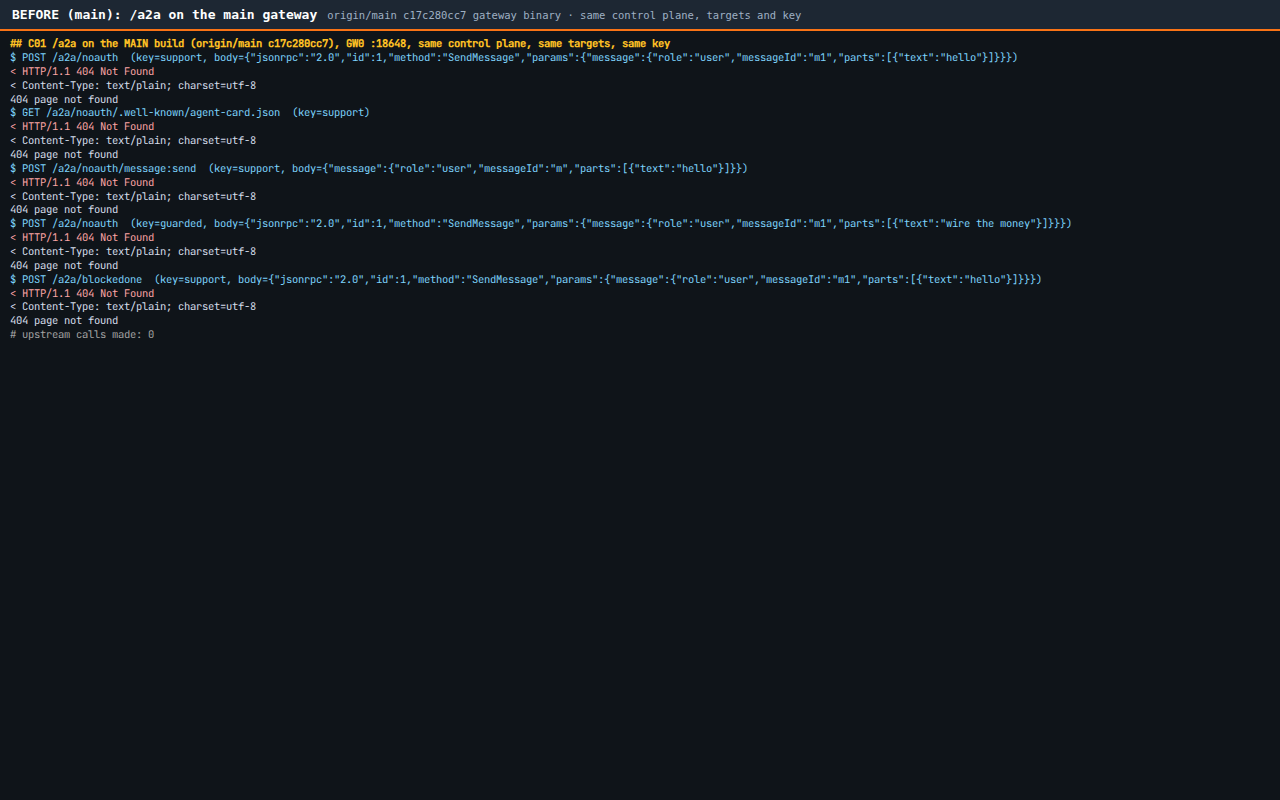 BEFORE (main): /a2a on the main gateway origin/main c17c280cc7 gateway binary · same control plane, targets and key
## C01 /a2a on the MAIN build (origin/main c17c280cc7), GW0 :18648, same control plane, same targets, same key
$ POST /a2a/noauth (key=support, body={"jsonrpc":"2.0","id":1,"method":"SendMessage","params":{"message":{"role":"user","messageId":"m1","parts":[{"text":"hello"}]}}})
< HTTP/1.1 404 Not Found
< Content-Type: text/plain; charset=utf-8
404 page not found
$ GET /a2a/noauth/.well-known/agent-card.json (key=support)
< HTTP/1.1 404 Not Found
< Content-Type: text/plain; charset=utf-8
404 page not found
$ POST /a2a/noauth/message:send (key=support, body={"message":{"role":"user","messageId":"m","parts":[{"text":"hello"}]}})
< HTTP/1.1 404 Not Found
< Content-Type: text/plain; charset=utf-8
404 page not found
$ POST /a2a/noauth (key=guarded, body={"jsonrpc":"2.0","id":1,"method":"SendMessage","params":{"message":{"role":"user","messageId":"m1","parts":[{"text":"wire the money"}]}}})
< HTTP/1.1 404 Not Found
< Content-Type: text/plain; charset=utf-8
404 page not found
$ POST /a2a/blockedone (key=support, body={"jsonrpc":"2.0","id":1,"method":"SendMessage","params":{"message":{"role":"user","messageId":"m1","parts":[{"text":"hello"}]}}})
< HTTP/1.1 404 Not Found
< Content-Type: text/plain; charset=utf-8
404 page not found
# upstream calls made: 0